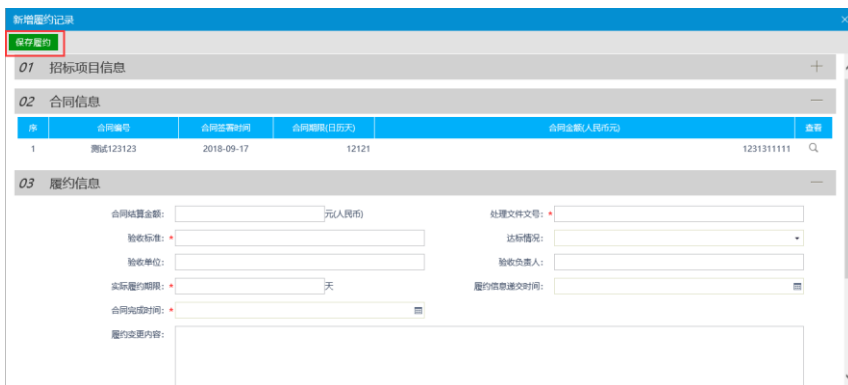 新增履约记录
保存履约
01 招标项目信息
02 合同信息
序 合同编号 合同签署时间 合同期限(日历天) 合同金额(人民币元) 查看
1 测试123123 2018-09-17 12121 1231311111
03 履约信息
合同结算金额: 元(人民币) 处理文件文号: *
验收标准: * 达标情况:
验收单位: 验收负责人:
实际履约期限: * 天 履约信息递交时间:
合同完成时间: *
履约变更内容: